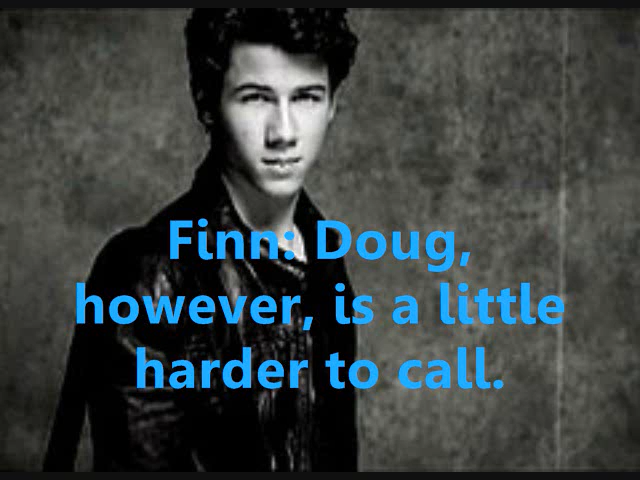 Finn: Doug,
however, is a little
harder to call.